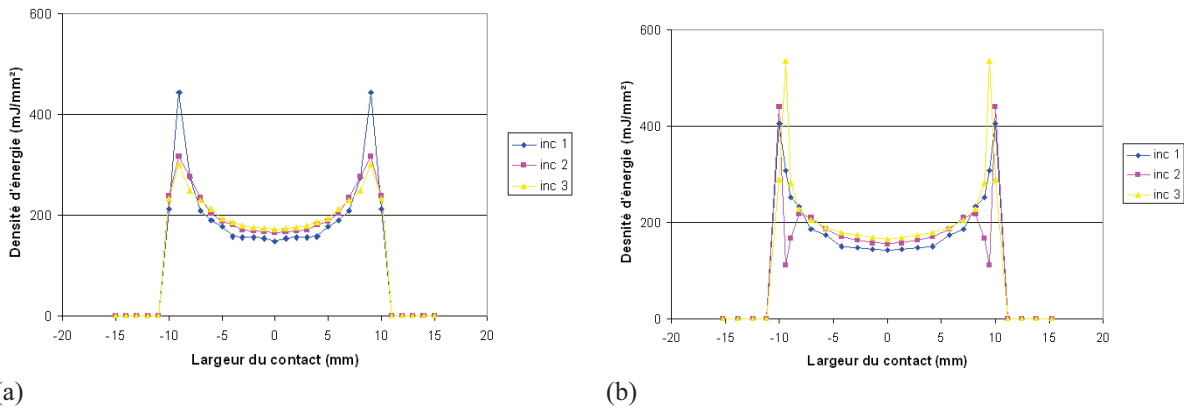 600
400
200
0
Densité d'énergie (mJ/mm²)
-20 -15 -10 -5 0 5 10 15 20
Largeur du contact (mm)
inc 1
inc 2
inc 3
(a)
600
400
200
0
Desnité d'énergie (mJ/mm²)
-20 -15 -10 -5 0 5 10 15 20
Largeur du contact (mm)
inc 1
inc 2
inc 3
(b)